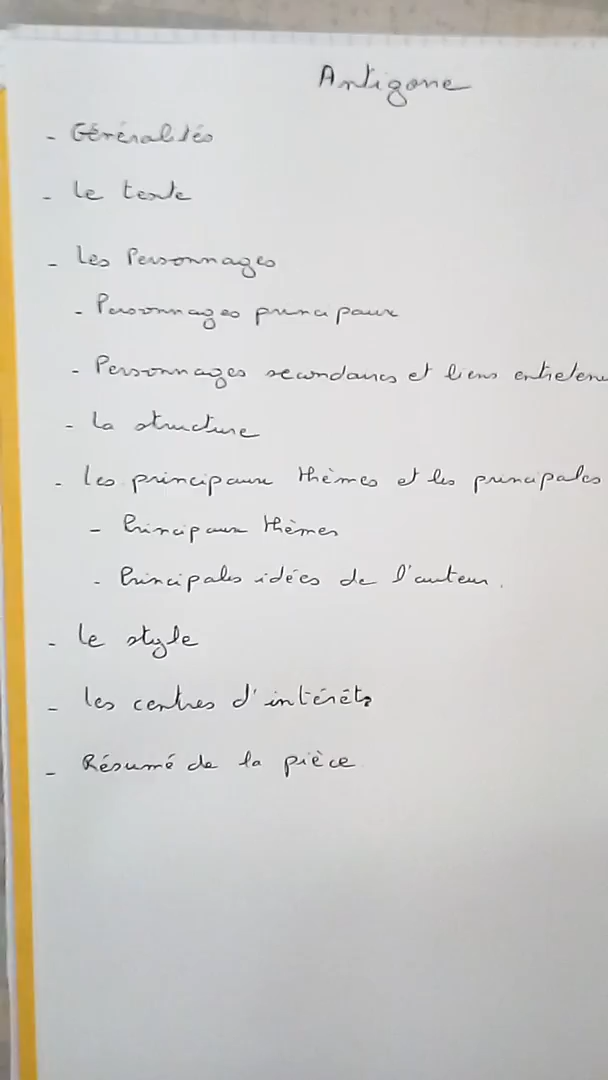 Antigone
- Généralités
- Le texte
- Les Personnages
- Personnages principaux
- Personnages secondaires et liens entretenu
- La structure
- Les principaux thèmes et les principales
- Principaux thèmes
- Principales idées de l'auteur.
- Le style
- Les centres d'intérêts
- Résumé de la pièce